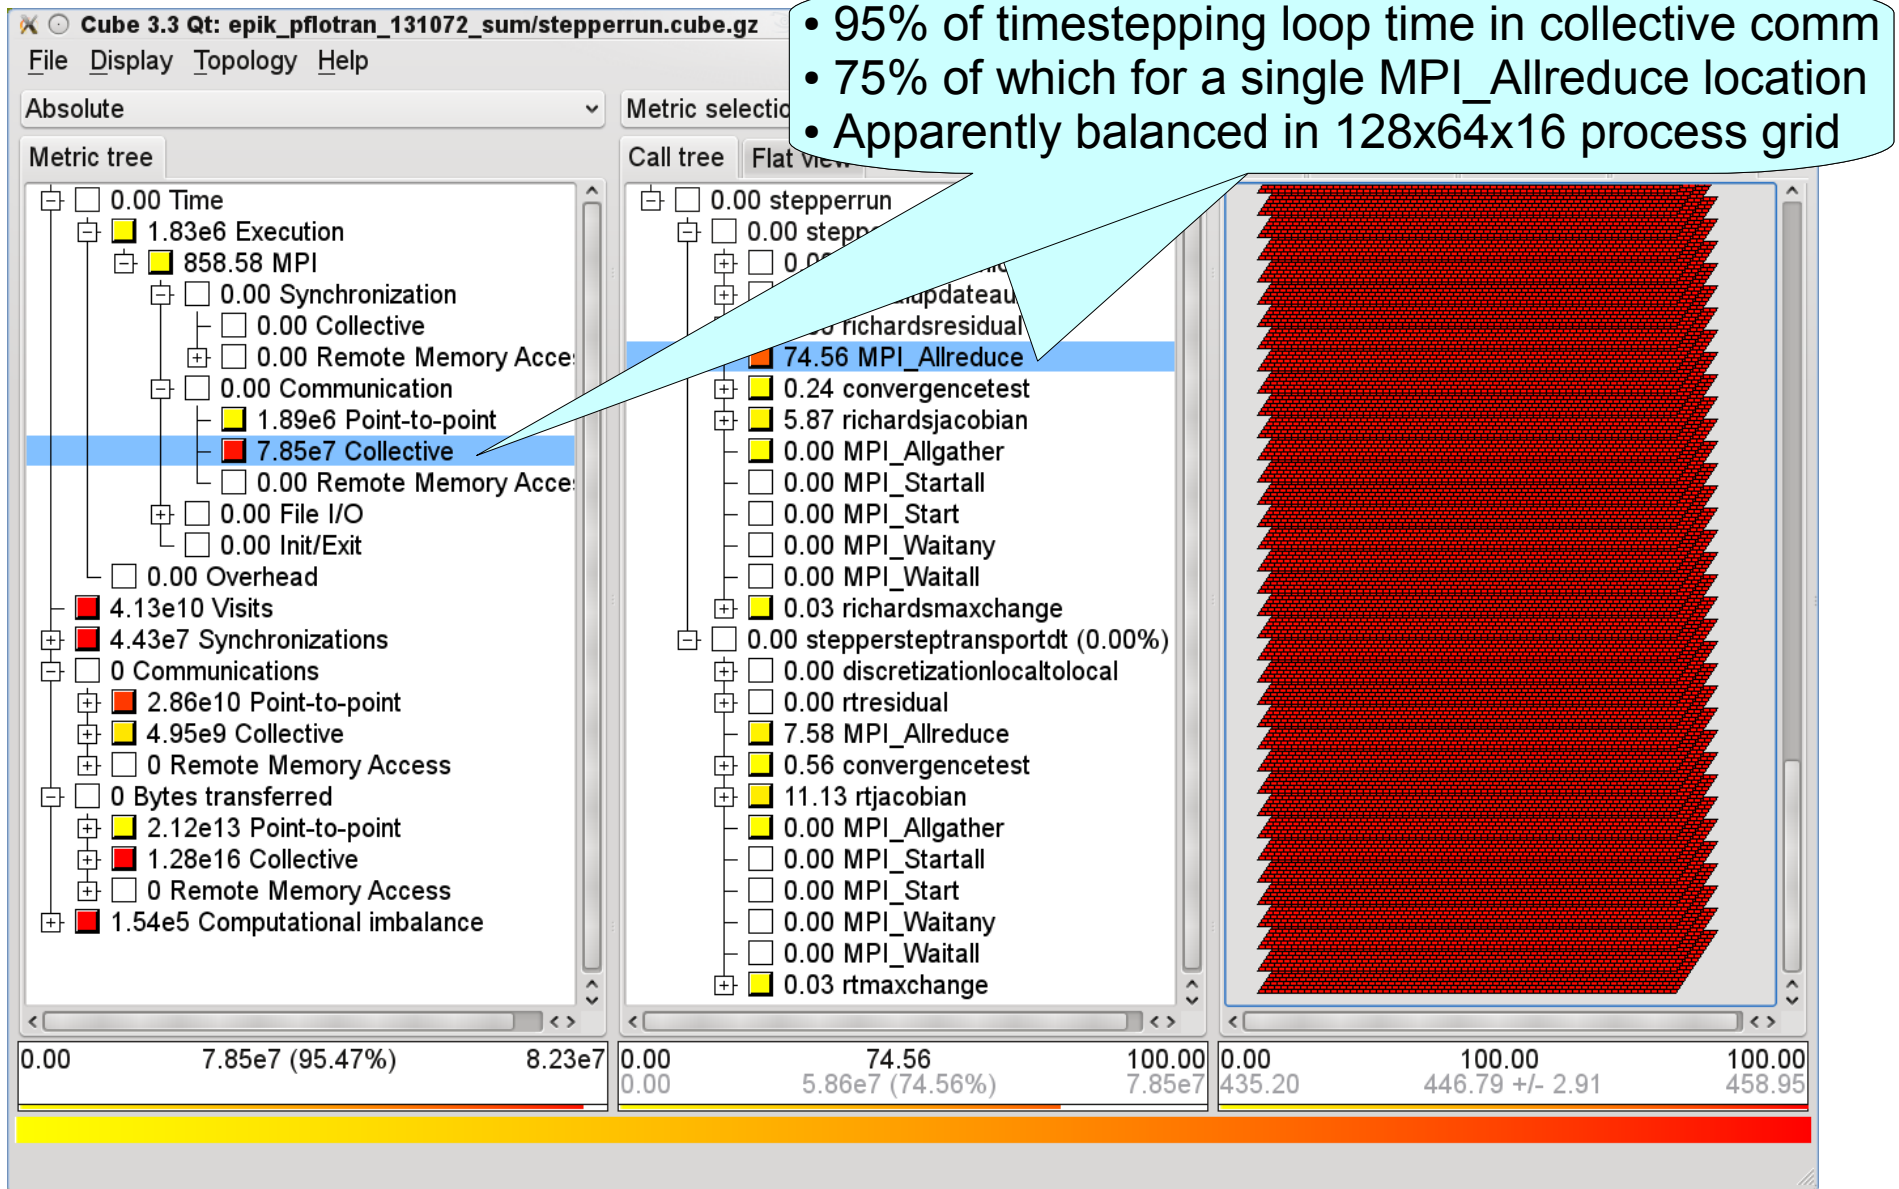 Cube 3.3 Qt: epik_pflotran_131072_sum/stepperrun.cube.gz
File Display Topology Help
• 95% of timestepping loop time in collective comm
• 75% of which for a single MPI_Allreduce location
• Apparently balanced in 128x64x16 process grid
Absolute
Metric tree
0.00 Time
1.83e6 Execution
858.58 MPI
0.00 Synchronization
0.00 Collective
0.00 Remote Memory Acce
0.00 Communication
1.89e6 Point-to-point
7.85e7 Collective
0.00 Remote Memory Acce
0.00 File I/O
0.00 Init/Exit
0.00 Overhead
4.13e10 Visits
4.43e7 Synchronizations
0 Communications
2.86e10 Point-to-point
4.95e9 Collective
0 Remote Memory Access
0 Bytes transferred
2.12e13 Point-to-point
1.28e16 Collective
0 Remote Memory Access
1.54e5 Computational imbalance
0.00 7.85e7 (95.47%) 8.23e7
Metric selectio
Call tree Flat view
0.00 stepperrun
0.00 stepp
updateau
richardsresidual
74.56 MPI_Allreduce
0.24 convergencetest
5.87 richardsjacobian
0.00 MPI_Allgather
0.00 MPI_Startall
0.00 MPI_Start
0.00 MPI_Waitany
0.00 MPI_Waitall
0.03 richardsmaxchange
0.00 steppersteptransportdt (0.00%)
0.00 discretizationlocaltolocal
0.00 rtresidual
7.58 MPI_Allreduce
0.56 convergencetest
11.13 rtjacobian
0.00 MPI_Allgather
0.00 MPI_Startall
0.00 MPI_Start
0.00 MPI_Waitany
0.00 MPI_Waitall
0.03 rtmaxchange
0.00 74.56 100.00
0.00 5.86e7 (74.56%) 7.85e7
0.00 100.00 100.00
435.20 446.79 +/- 2.91 458.95